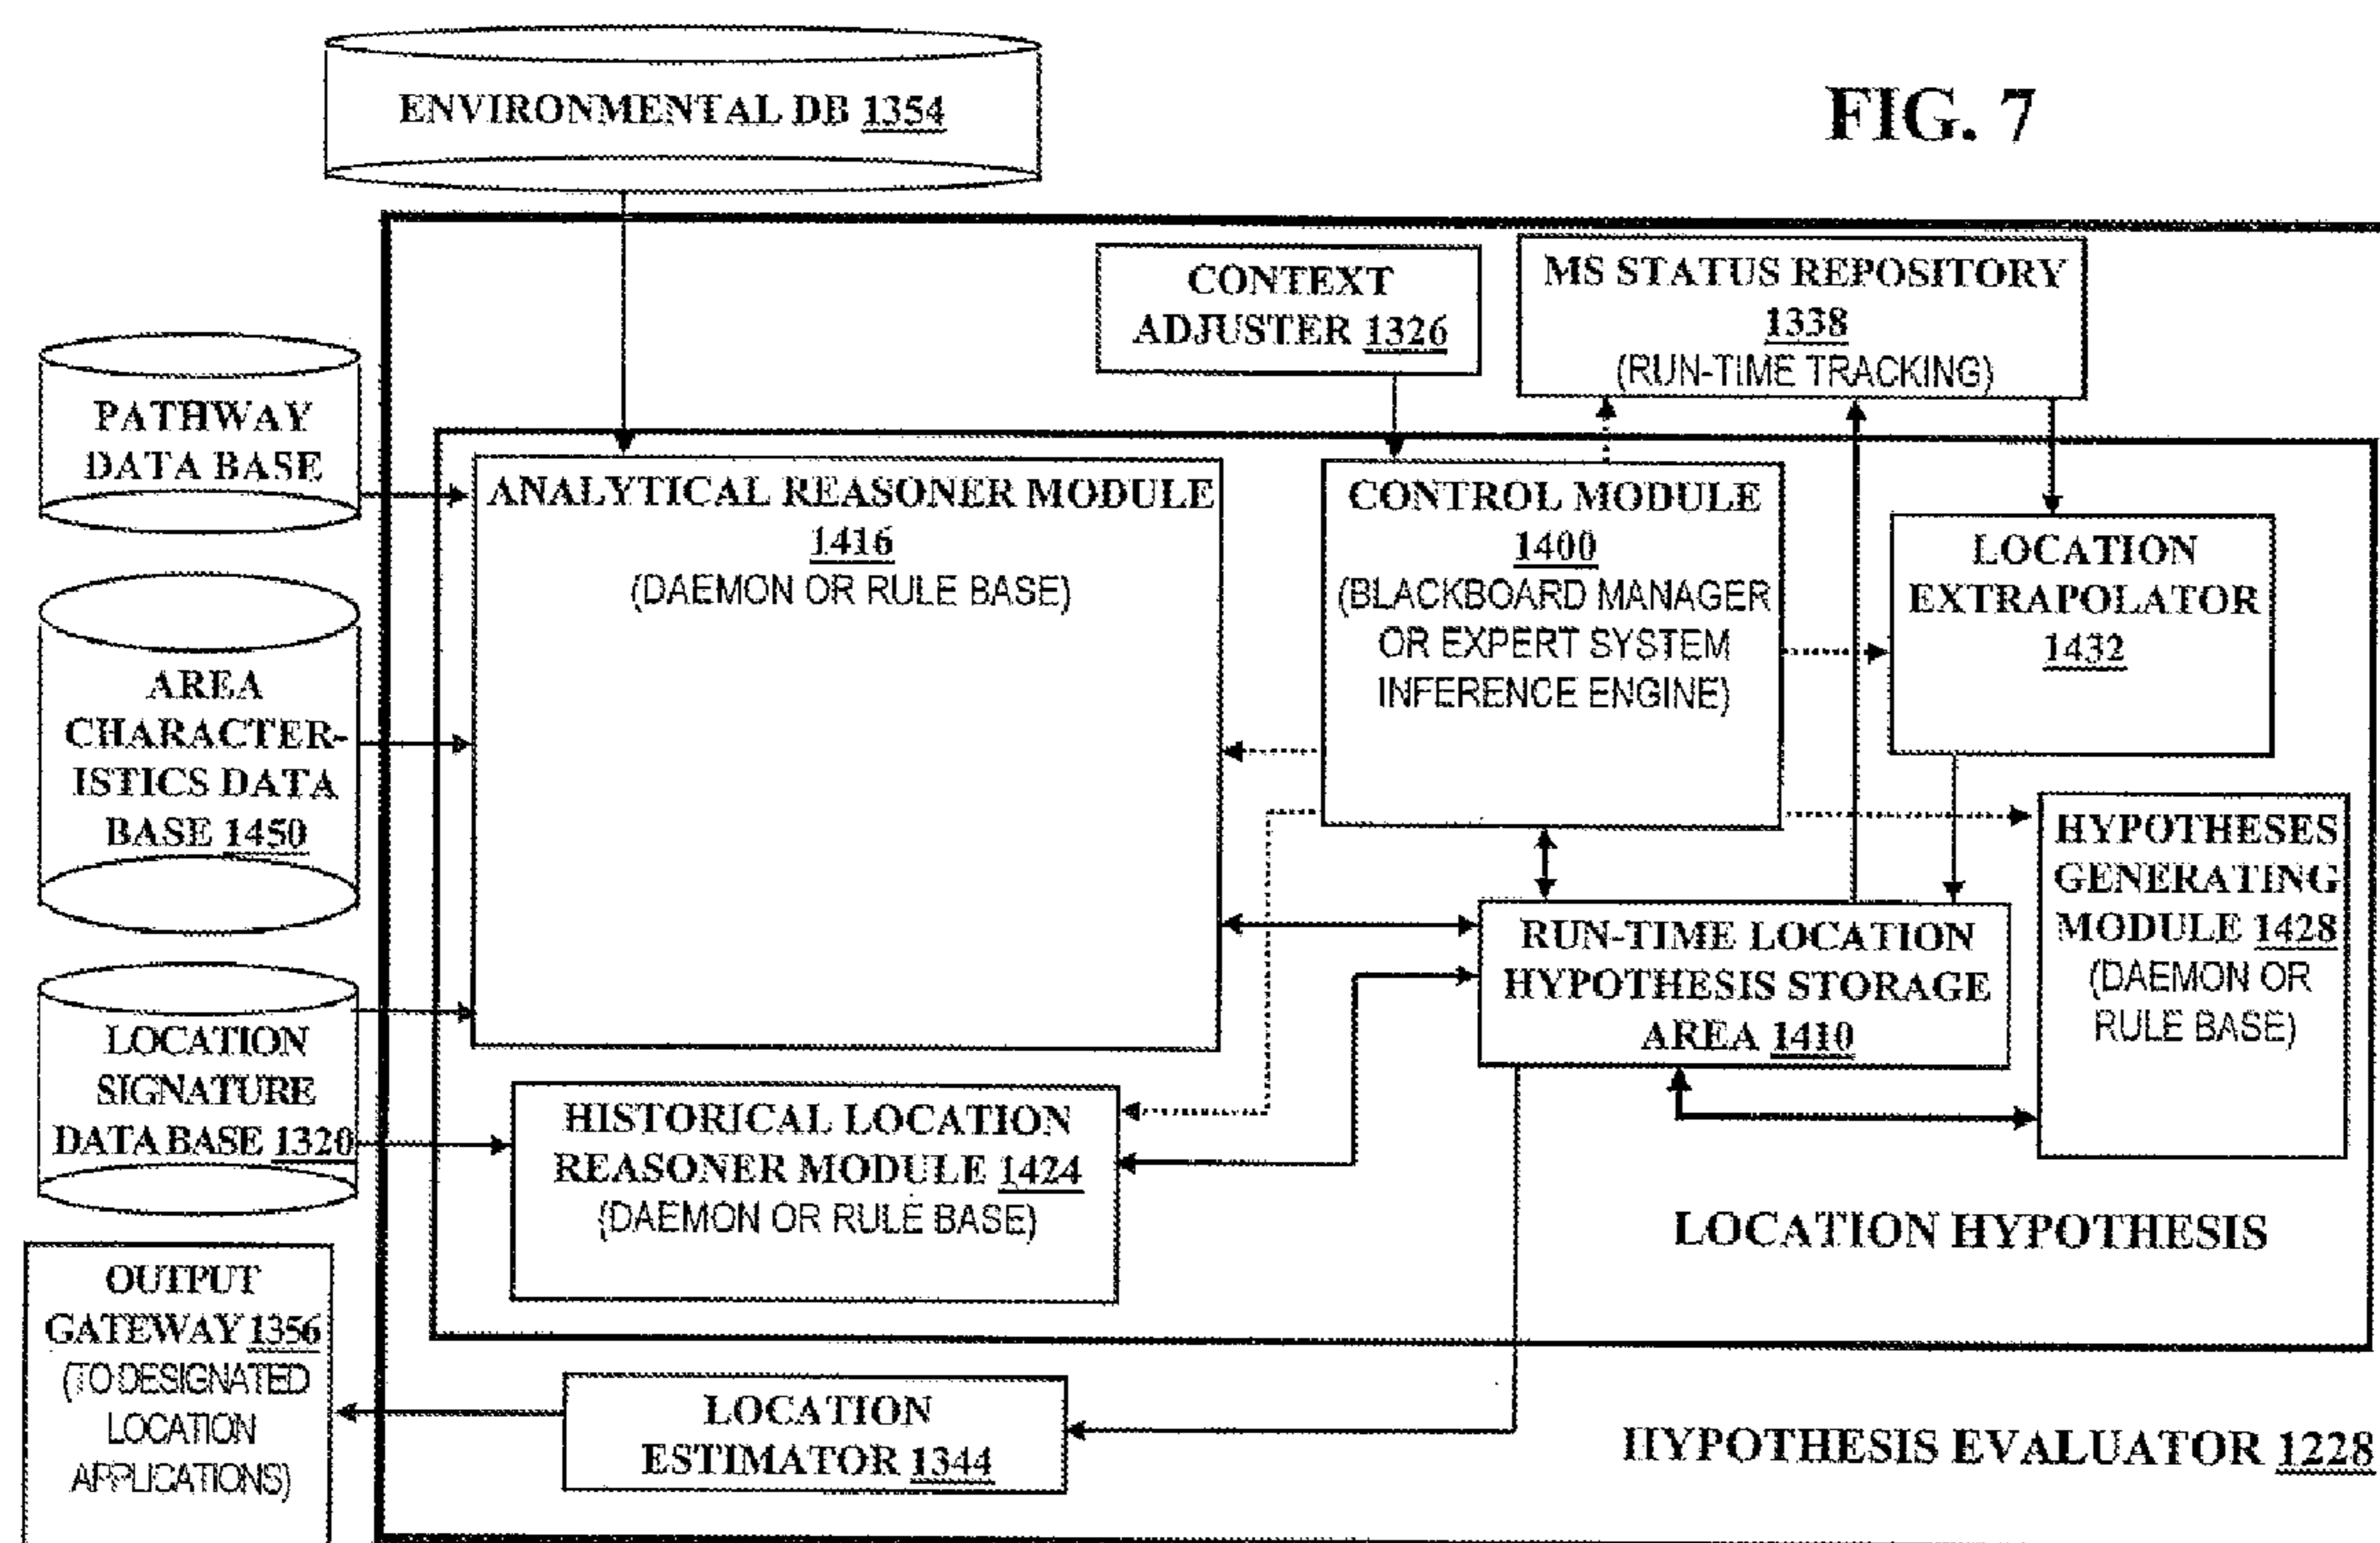 FIG. 7
ENVIRONMENTAL DB 1354
CONTEXT
ADJUSTER 1326
MS STATUS REPOSITORY
1338
(RUN-TIME TRACKING)
PATHWAY
DATA BASE
ANALYTICAL REASONER MODULE
1416
(DAEMON OR RULE BASE)
CONTROL MODULE
1400
(BLACKBOARD MANAGER
OR EXPERT SYSTEM
INFERENCE ENGINE)
LOCATION
EXTRAPOLATOR
1432
AREA
CHARACTER-
ISTICS DATA
BASE 1450
HYPOTHESES
GENERATING
MODULE 1428
(DAEMON OR
RULE BASE)
RUN-TIME LOCATION
HYPOTHESIS STORAGE
AREA 1410
LOCATION
SIGNATURE
DATA BASE 1320
HISTORICAL LOCATION
REASONER MODULE 1424
(DAEMON OR RULE BASE)
LOCATION HYPOTHESIS
OUTPUT
GATEWAY 1356
(TO DESIGNATED
LOCATION
APPLICATIONS)
LOCATION
ESTIMATOR 1344
HYPOTHESIS EVALUATOR 1228